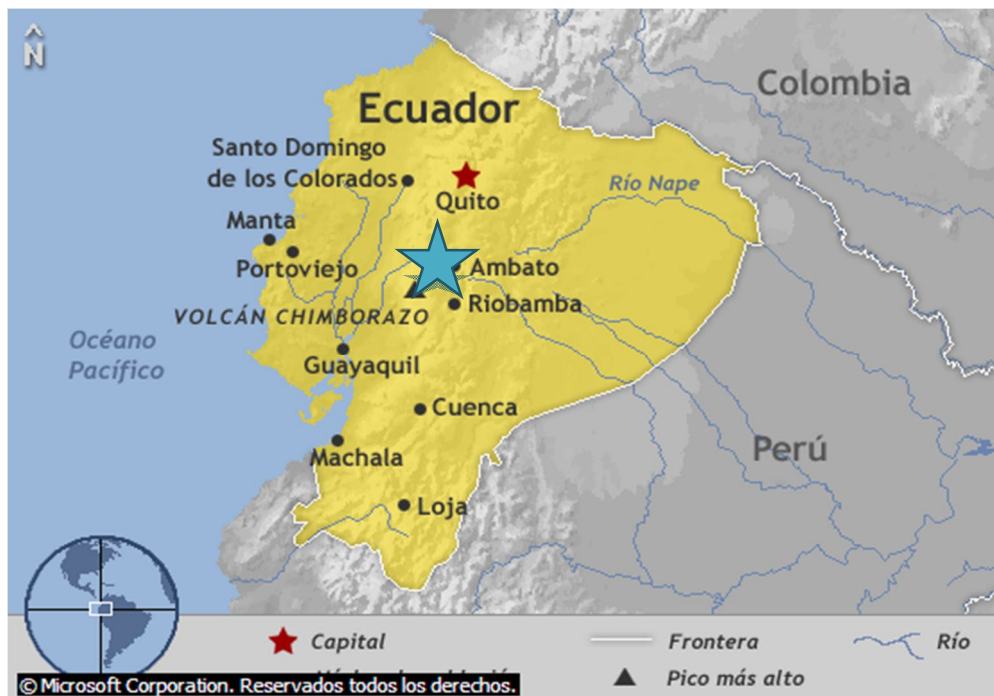 N
Ecuador
Colombia
Santo Domingo
de los Colorados
Quito
Río Nape
Manta
Portoviejo
Ambato
Riobamba
VOLCÁN CHIMBORAZO
Océano
Pacífico
Guayaquil
Cuenca
Machala
Perú
Loja
Capital
Frontera
Río
Pico más alto
© Microsoft Corporation. Reservados todos los derechos.